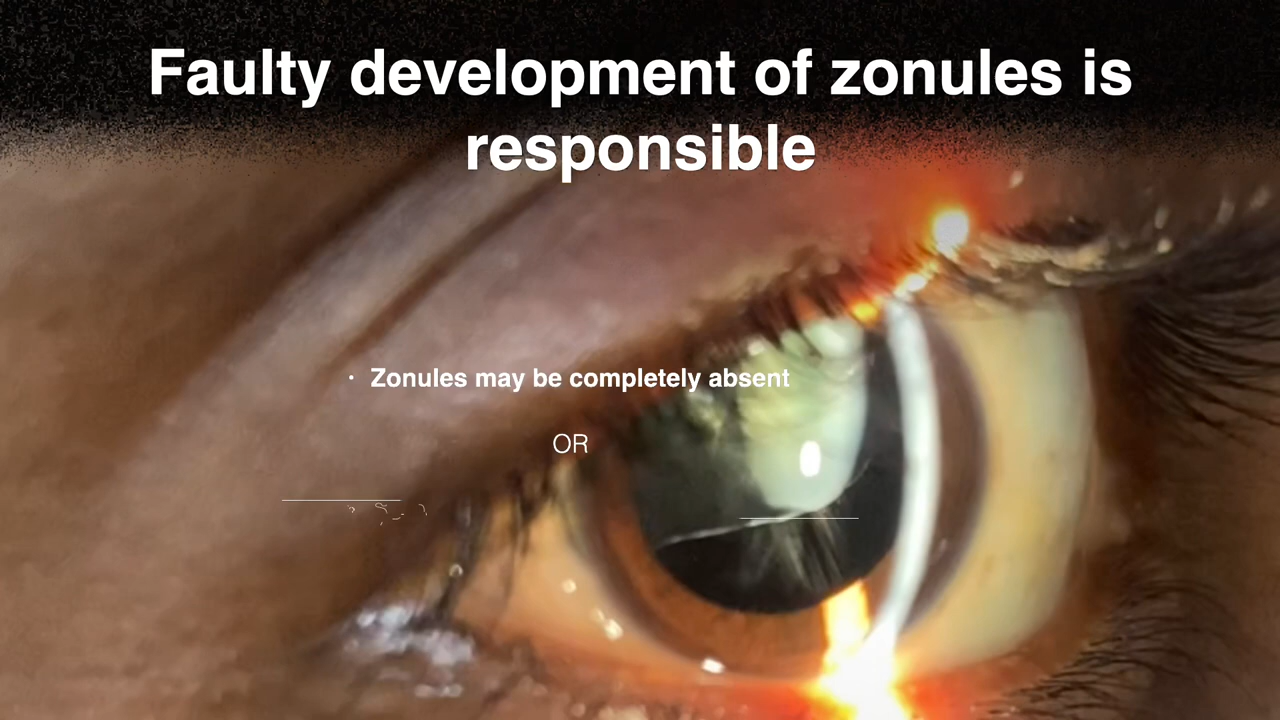 Faulty development of zonules is
responsible
· Zonules may be completely absent
OR